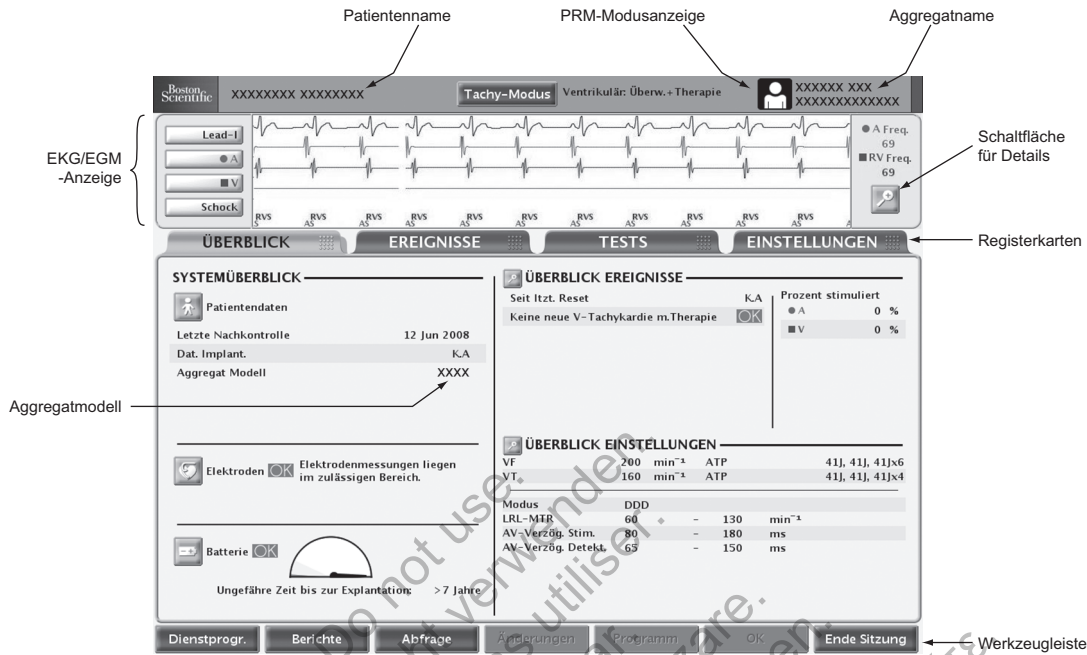 Patientenname
PRM-Modusanzeige
Aggregatname
Boston Scientific
XXXXXXXX XXXXXXXX
Tachy-Modus
Ventrikulär: Überw.+Therapie
XXXXXX XXX
XXXXXXXXXXXXX
EKG/EGM
-Anzeige
Lead-I
A
V
Schock
A Freq.
69
RV Freq.
69
Schaltfläche
für Details
RVS RVS RVS RVS RVS RVS RVS RVS RVS
S AS AS AS AS AS AS AS AS A
ÜBERBLICK
EREIGNISSE
TESTS
EINSTELLUNGEN
Registerkarten
SYSTEMÜBERBLICK
Patientendaten
Letzte Nachkontrolle 12 Jun 2008
Dat. Implant. K.A
Aggregat Modell XXXX
Aggregatmodell
Elektroden OK Elektrodenmessungen liegen
im zulässigen Bereich.
Batterie OK
Ungefähre Zeit bis zur Explantation: >7 Jahre
ÜBERBLICK EREIGNISSE
Seit ltzt. Reset K.A
Keine neue V-Tachykardie m.Therapie OK
Prozent stimuliert
A 0 %
V 0 %
ÜBERBLICK EINSTELLUNGEN
VF 200 min⁻¹ ATP 41J, 41J, 41Jx6
VT 160 min⁻¹ ATP 41J, 41J, 41Jx4
Modus DDD
LRL-MTR 60 - 130 min⁻¹
AV-Verzög. Stim. 80 - 180 ms
AV-Verzög. Detekt. 65 - 150 ms
Do not use.
verwenden.
utiliser.
Dienstprogr.
Berichte
Abfrage
Änderungen
Programm
OK
Ende Sitzung
Werkzeugleiste